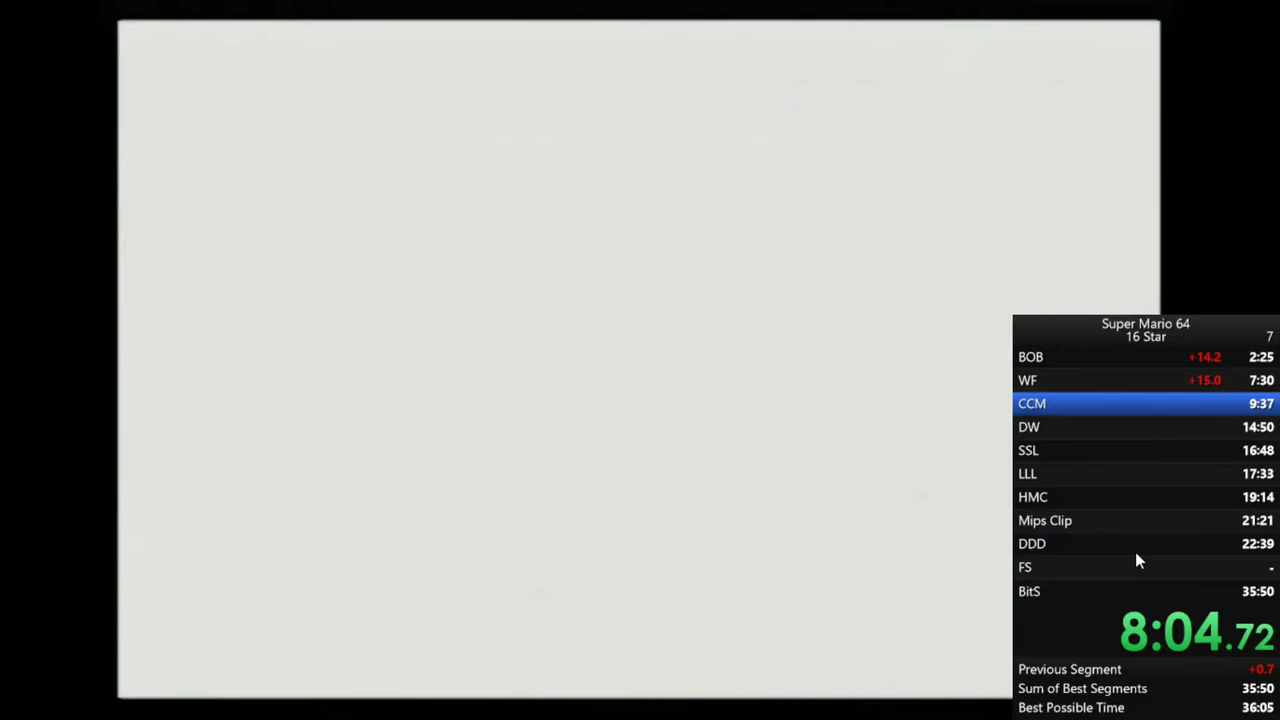 Super Mario 64
16 Star 7
BOB +14.2 2:25
WF +15.0 7:30
CCM 9:37
DW 14:50
SSL 16:48
LLL 17:33
HMC 19:14
Mips Clip 21:21
DDD 22:39
FS -
BitS 35:50
8:04.72
Previous Segment +0.7
Sum of Best Segments 35:50
Best Possible Time 36:05